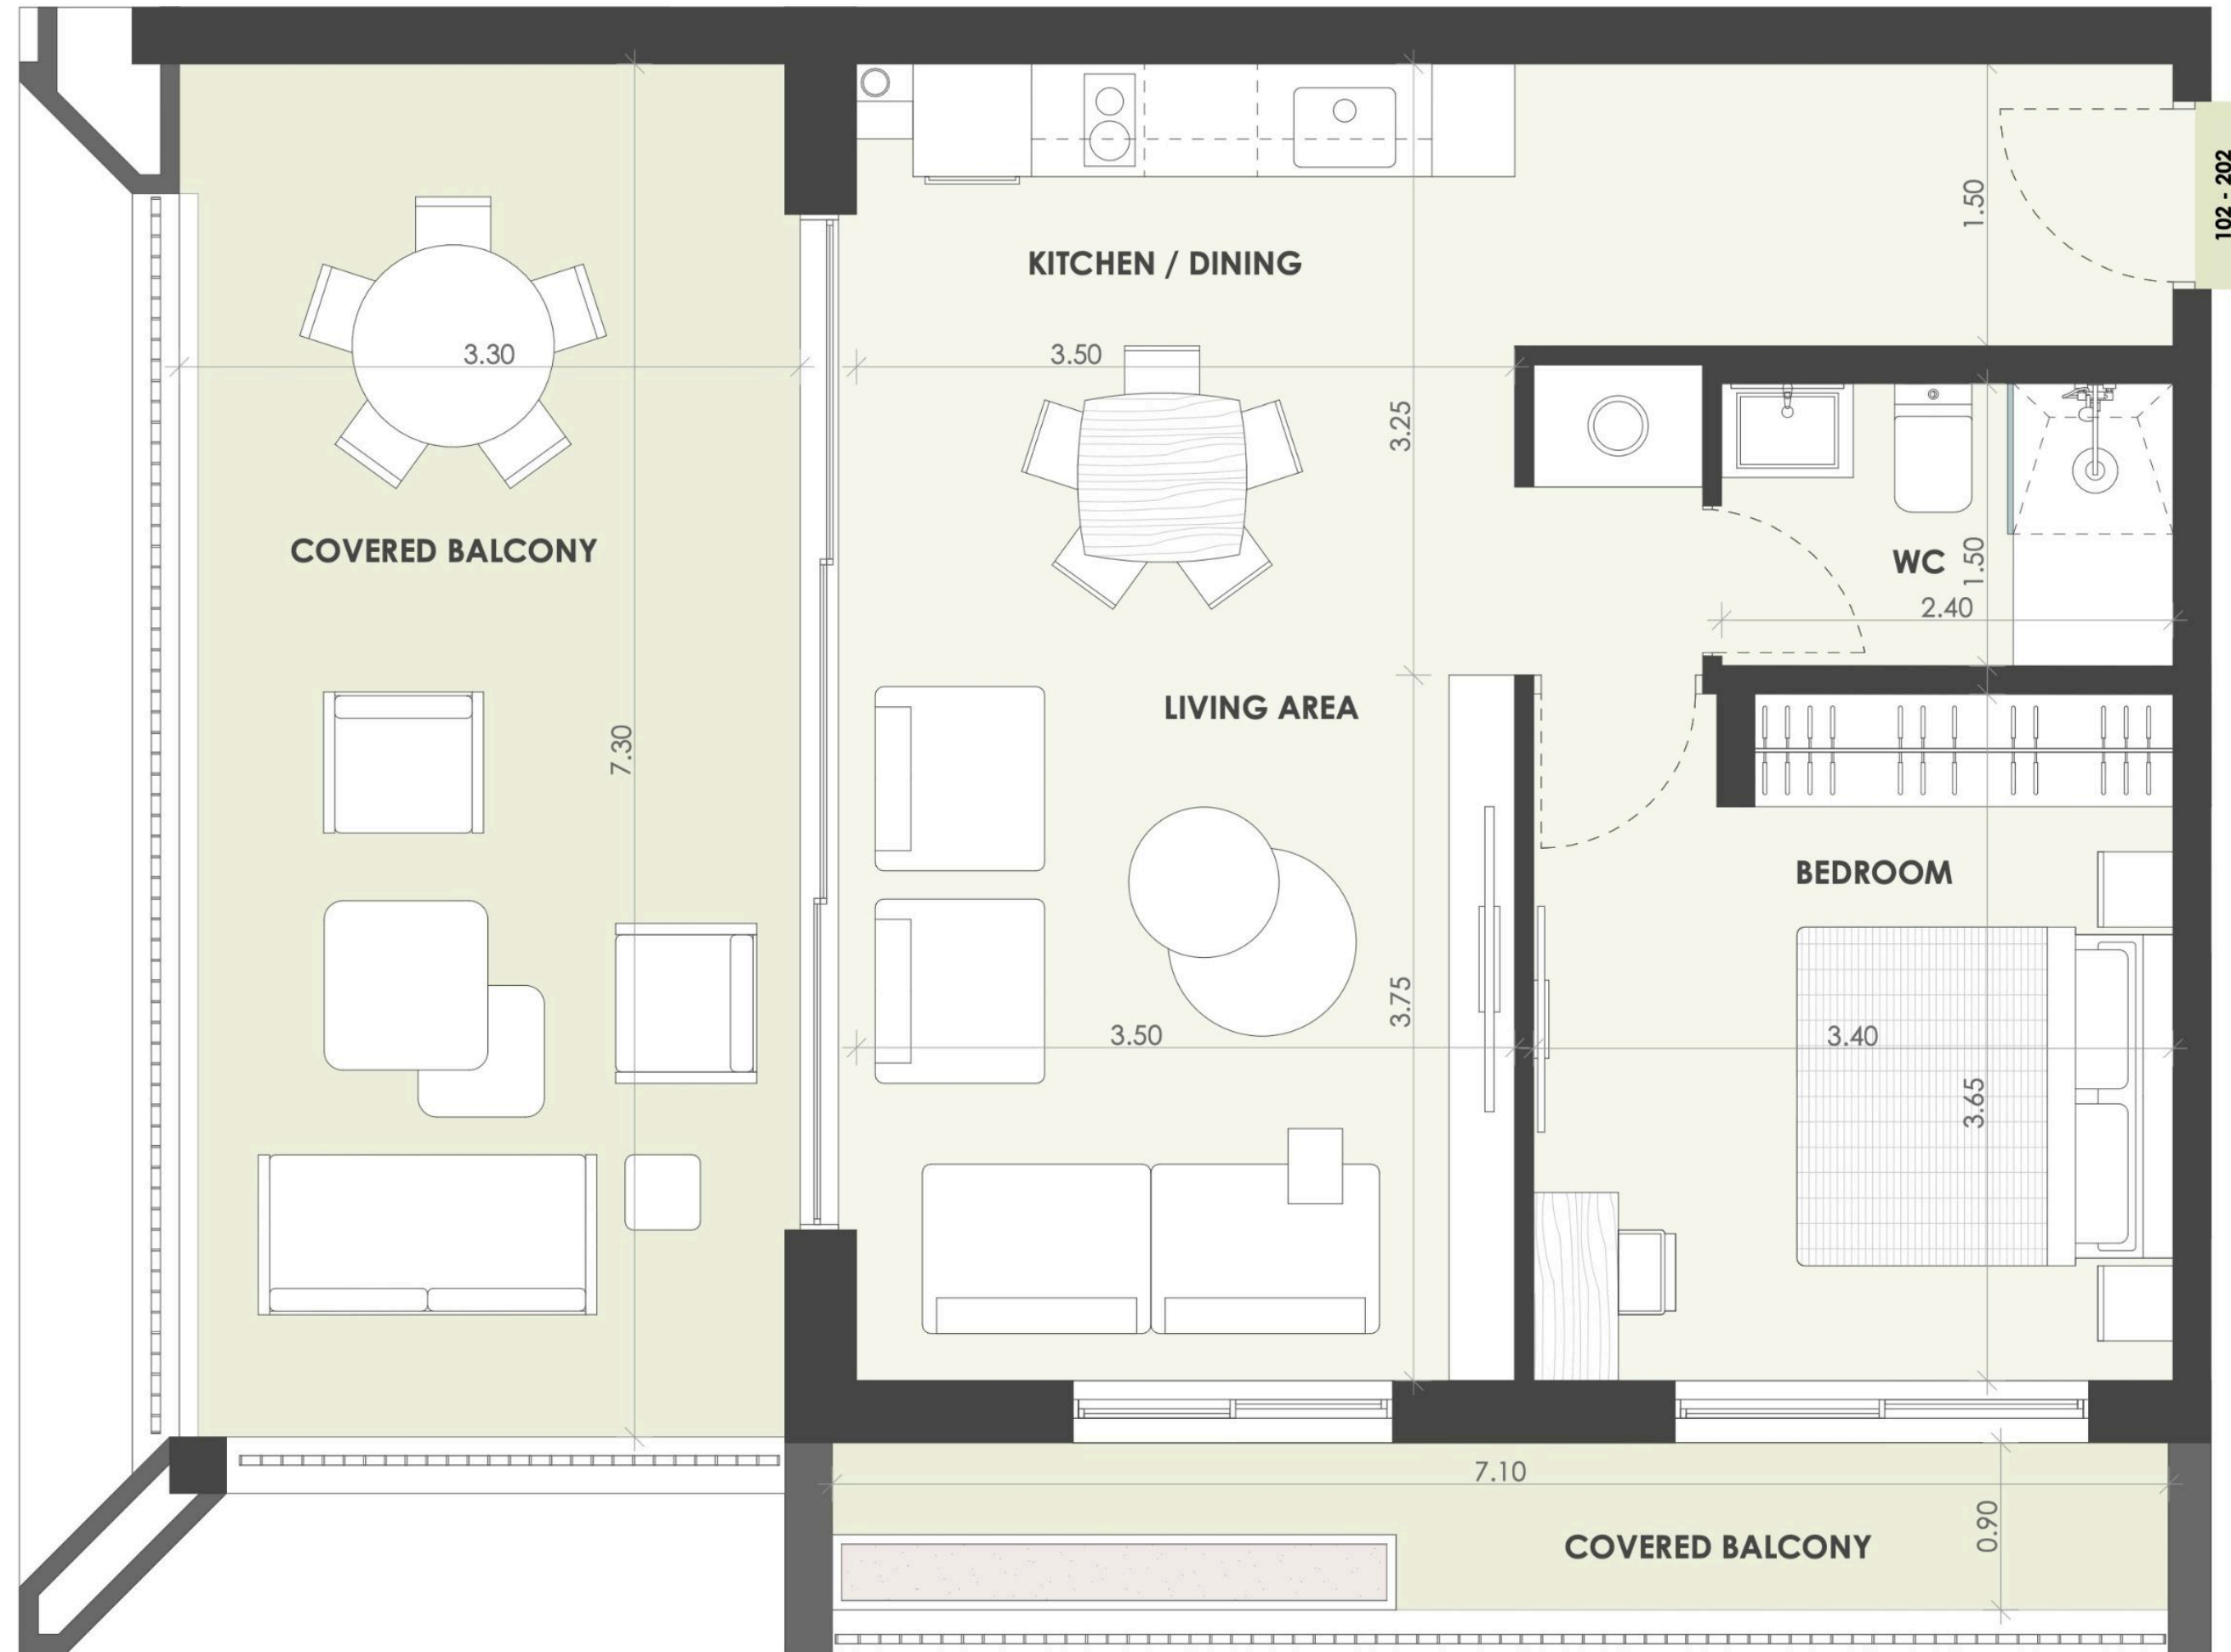 102 - 202
1.50
KITCHEN / DINING
3.30
3.50
3.25
COVERED BALCONY
WC
1.50
2.40
LIVING AREA
7.30
BEDROOM
3.75
3.50
3.40
3.65
7.10
0.90
COVERED BALCONY